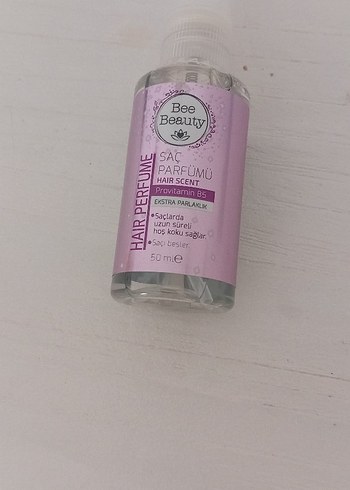 Bee
Beauty
HAIR PERFUME
SAÇ
PARFÜMÜ
HAIR SCENT
Provitamin B5
EKSTRA PARLAKLIK
•Saçlarda
uzun süreli
hoş koku sağlar.
•Saçı besler.
50 ml℮